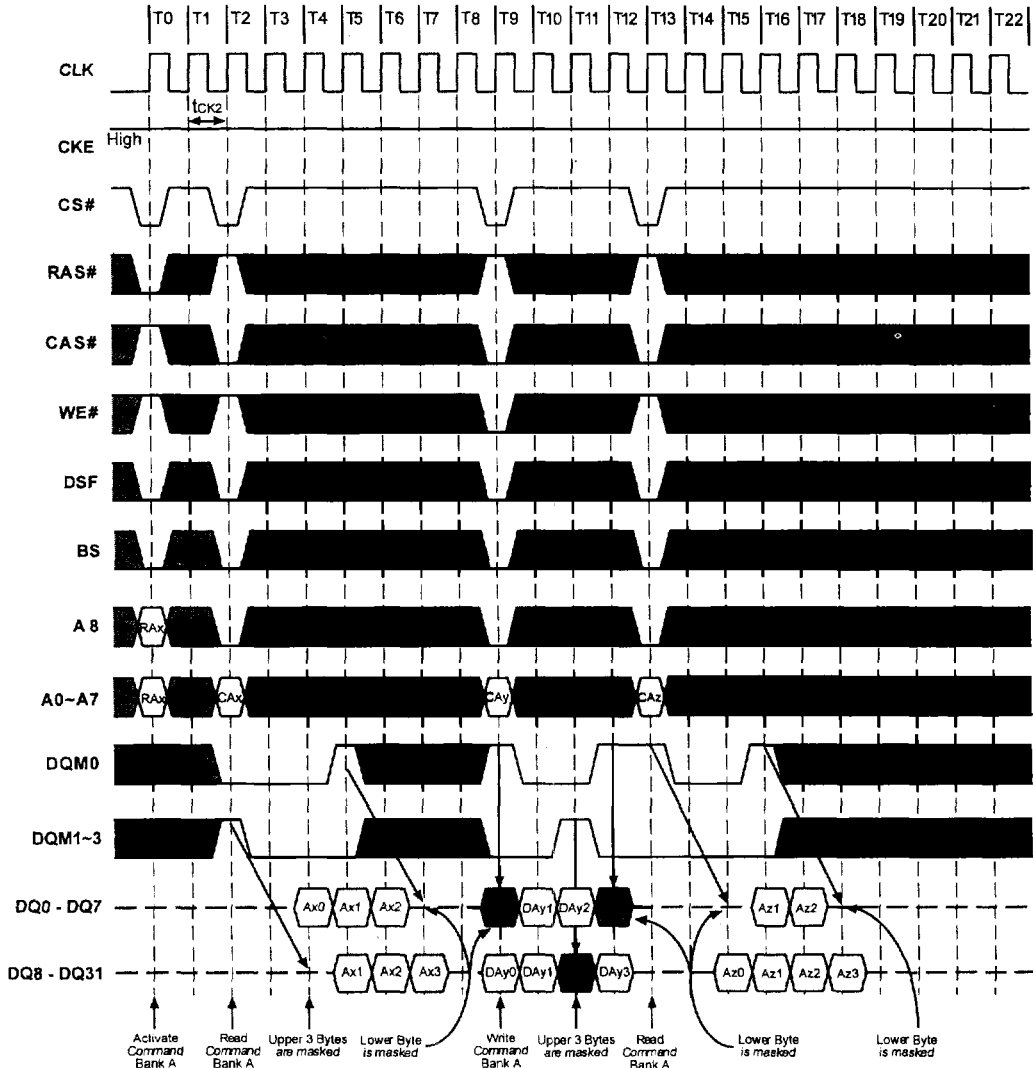 T0 T1 T2 T3 T4 T5 T6 T7 T8 T9 T10 T11 T12 T13 T14 T15 T16 T17 T18 T19 T20 T21 T22
CLK
tCK2
High
CKE
CS#
RAS#
CAS#
WE#
DSF
BS
A8
RAx
A0~A7
RAx CAx CAy CAz
DQM0
DQM1~3
DQ0 - DQ7
Ax0 Ax1 Ax2 DAy1 DAy2 Az1 Az2
DQ8 - DQ31
Ax1 Ax2 Ax3 DAy0 DAy1 DAy3 Az0 Az1 Az2 Az3
Activate
Command
Bank A
Read
Command
Bank A
Upper 3 Bytes
are masked
Lower Byte
is masked
Write
Command
Bank A
Upper 3 Bytes
are masked
Read
Command
Bank A
Lower Byte
is masked
Lower Byte
is masked